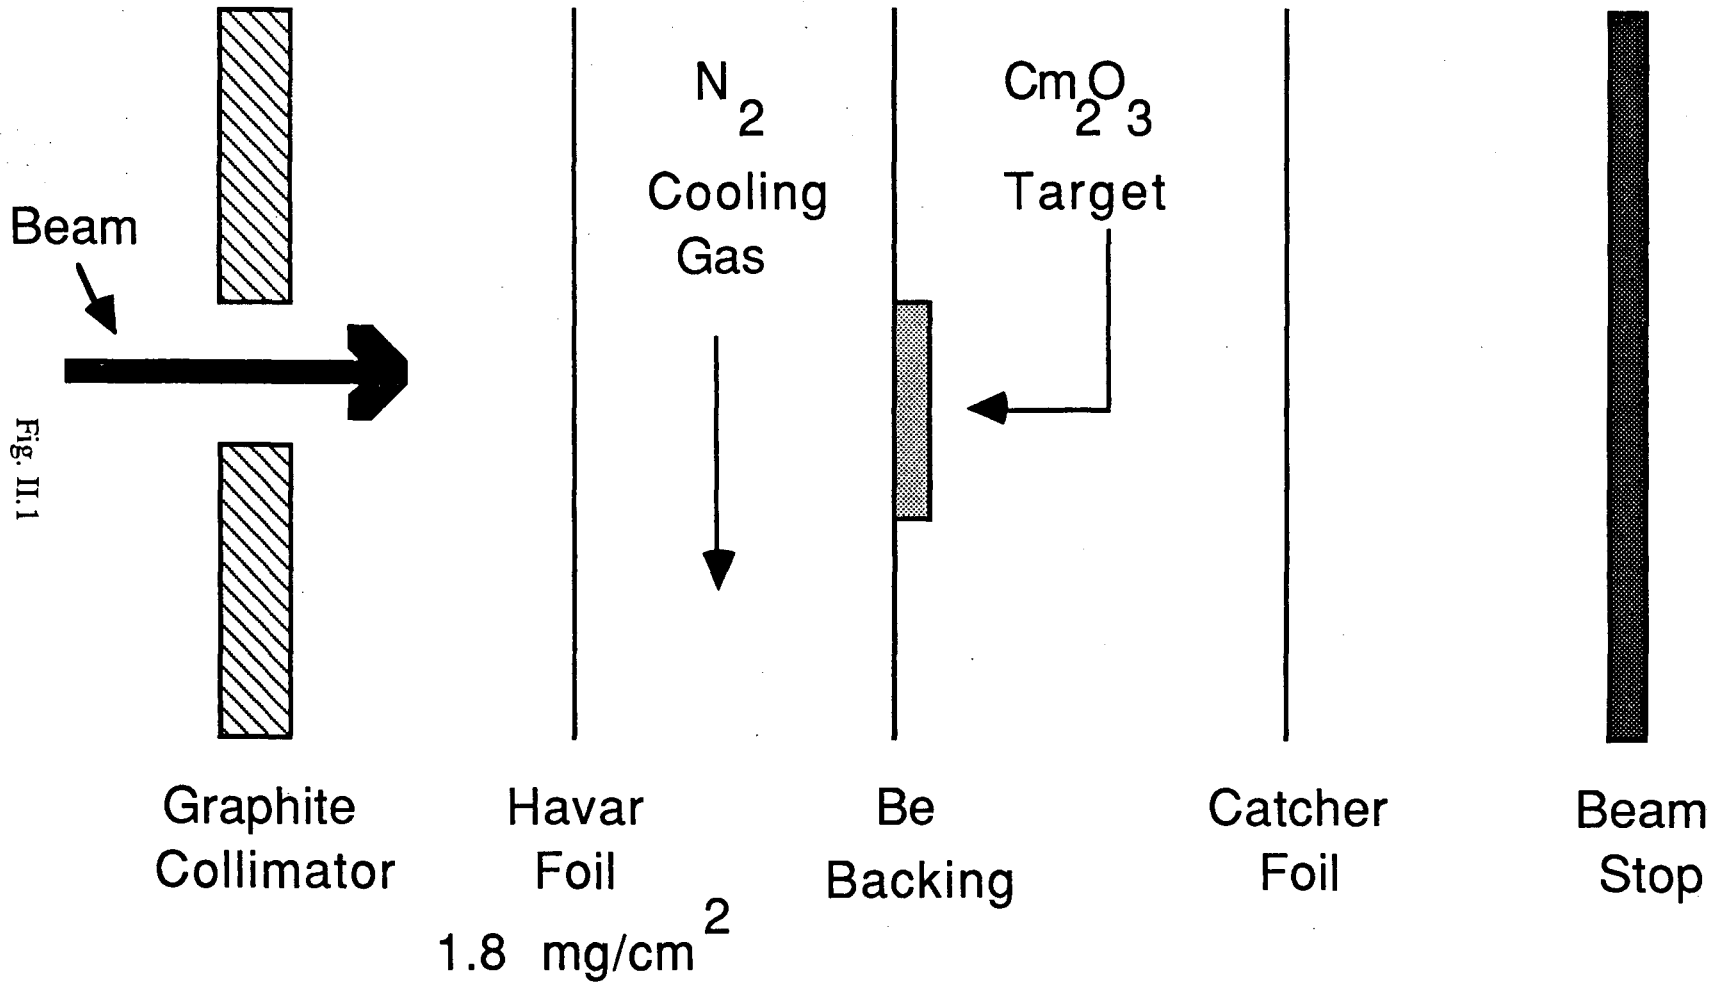 N2
Cooling
Gas
Cm2O3
Target
Beam
Fig. II.1
Graphite
Collimator
Havar
Foil
1.8 mg/cm2
Be
Backing
Catcher
Foil
Beam
Stop